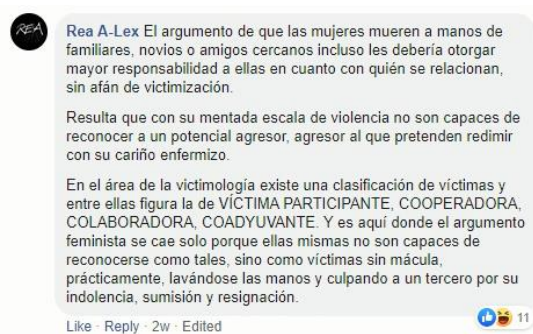 REA
Rea A-Lex El argumento de que las mujeres mueren a manos de
familiares, novios o amigos cercanos incluso les debería otorgar
mayor responsabilidad a ellas en cuanto con quién se relacionan,
sin afán de victimización.
Resulta que con su mentada escala de violencia no son capaces de
reconocer a un potencial agresor, agresor al que pretenden redimir
con su cariño enfermizo.
En el área de la victimología existe una clasificación de víctimas y
entre ellas figura la de VÍCTIMA PARTICIPANTE, COOPERADORA,
COLABORADORA, COADYUVANTE. Y es aquí donde el argumento
feminista se cae solo porque ellas mismas no son capaces de
reconocerse como tales, sino como víctimas sin mácula,
prácticamente, lavándose las manos y culpando a un tercero por su
indolencia, sumisión y resignación.
11
Like · Reply · 2w · Edited